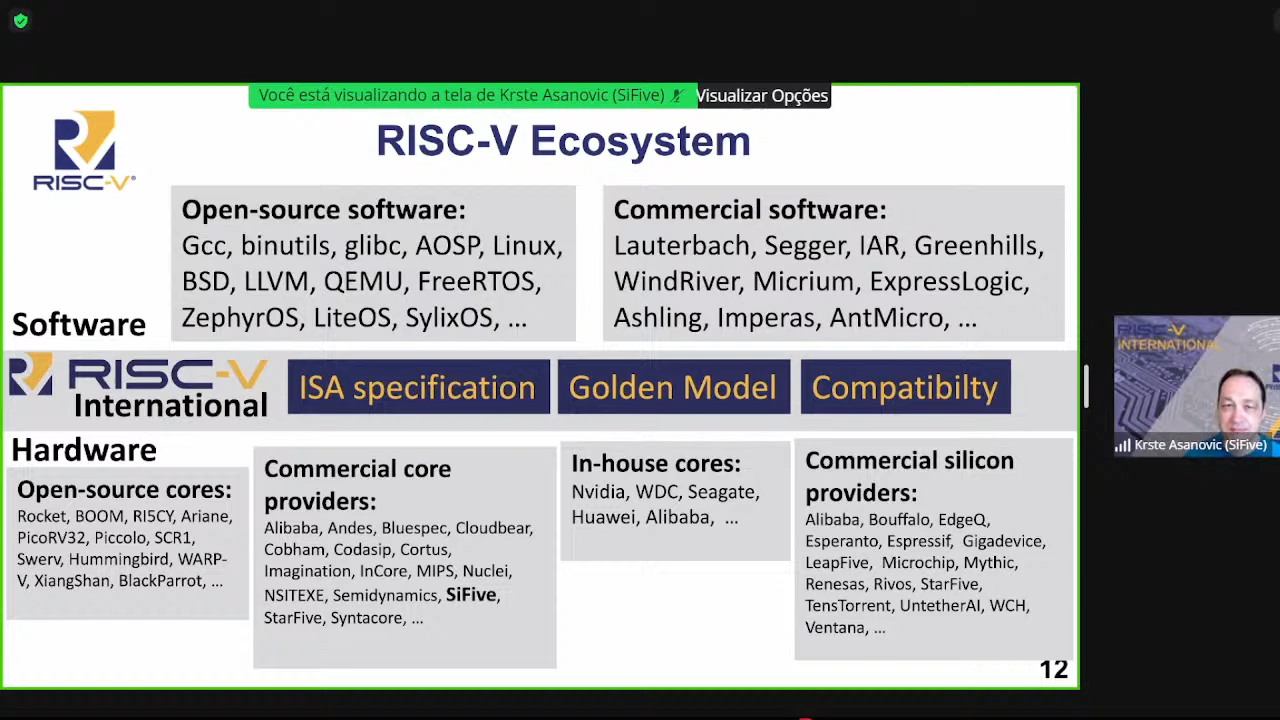 Você está visualizando a tela de Krste Asanovic (SiFive)
Visualizar Opções
RISC-V Ecosystem
RISC-V
Open-source software:
Gcc, binutils, glibc, AOSP, Linux,
BSD, LLVM, QEMU, FreeRTOS,
ZephyrOS, LiteOS, SylixOS, ...
Commercial software:
Lauterbach, Segger, IAR, Greenhills,
WindRiver, Micrium, ExpressLogic,
Ashling, Imperas, AntMicro, ...
Software
RISC-V
International
ISA specification
Golden Model
Compatibilty
Hardware
Open-source cores:
Rocket, BOOM, RI5CY, Ariane,
PicoRV32, Piccolo, SCR1,
Swerv, Hummingbird, WARP-
V, XiangShan, BlackParrot, ...
Commercial core
providers:
Alibaba, Andes, Bluespec, Cloudbear,
Cobham, Codasip, Cortus,
Imagination, InCore, MIPS, Nuclei,
NSITEXE, Semidynamics, SiFive,
StarFive, Syntacore, ...
In-house cores:
Nvidia, WDC, Seagate,
Huawei, Alibaba, ...
Commercial silicon
providers:
Alibaba, Bouffalo, EdgeQ,
Esperanto, Espressif, Gigadevice,
LeapFive, Microchip, Mythic,
Renesas, Rivos, StarFive,
TensTorrent, UntetherAI, WCH,
Ventana, ...
12
RISC-V
INTERNATIONAL
Krste Asanovic (SiFive)